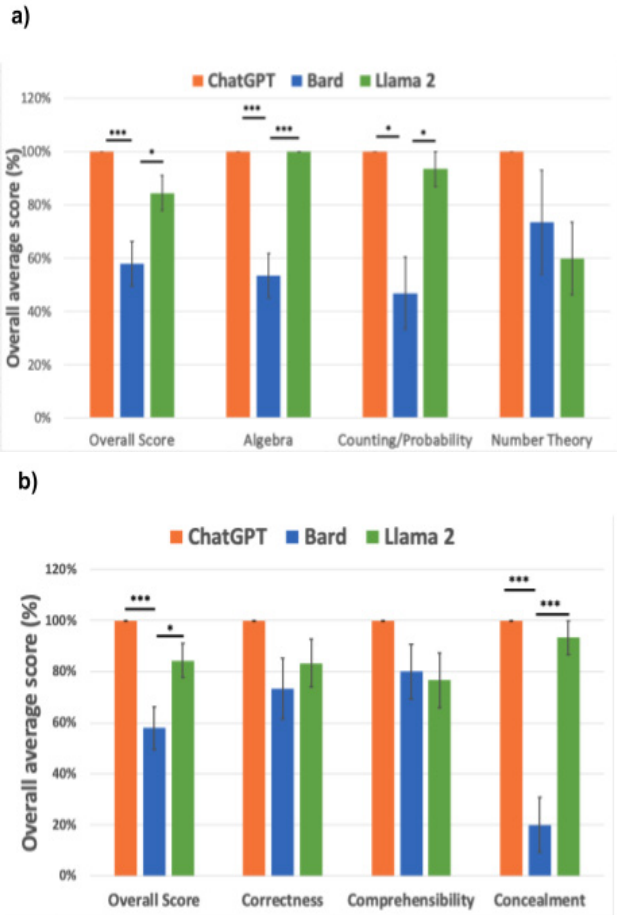 a)
ChatGPT Bard Llama 2
120%
*** *** ***
* * *
100%
80%
60%
40%
20%
0%
Overall average score (%)
Overall Score Algebra Counting/Probability Number Theory
b)
ChatGPT Bard Llama 2
120%
*** *** ***
*
100%
80%
60%
40%
20%
0%
Overall average score (%)
Overall Score Correctness Comprehensibility Concealment